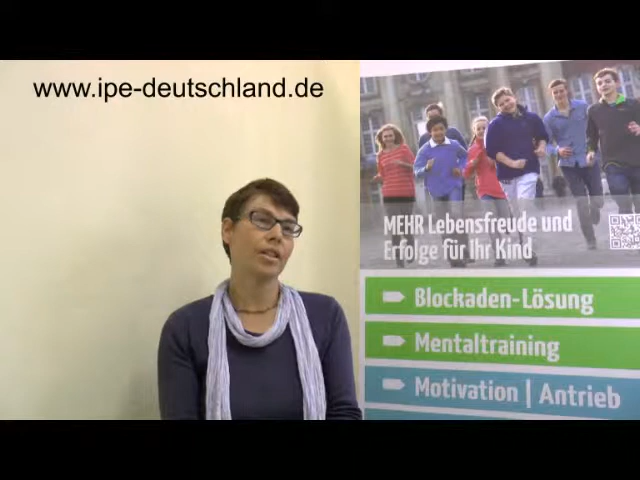 www.ipe-deutschland.de
MEHR Lebensfreude und
Erfolge für Ihr Kind
Blockaden-Lösung
Mentaltraining
Motivation | Antrieb